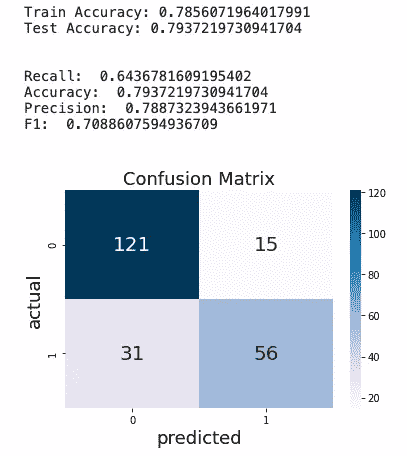 Train Accuracy: 0.7856071964017991
Test Accuracy: 0.7937219730941704
Recall:  0.6436781609195402
Accuracy:  0.7937219730941704
Precision:  0.7887323943661971
F1:  0.7088607594936709
Confusion Matrix
120
0
121
15
100
80
actual
60
1
31
56
40
20
0
1
predicted